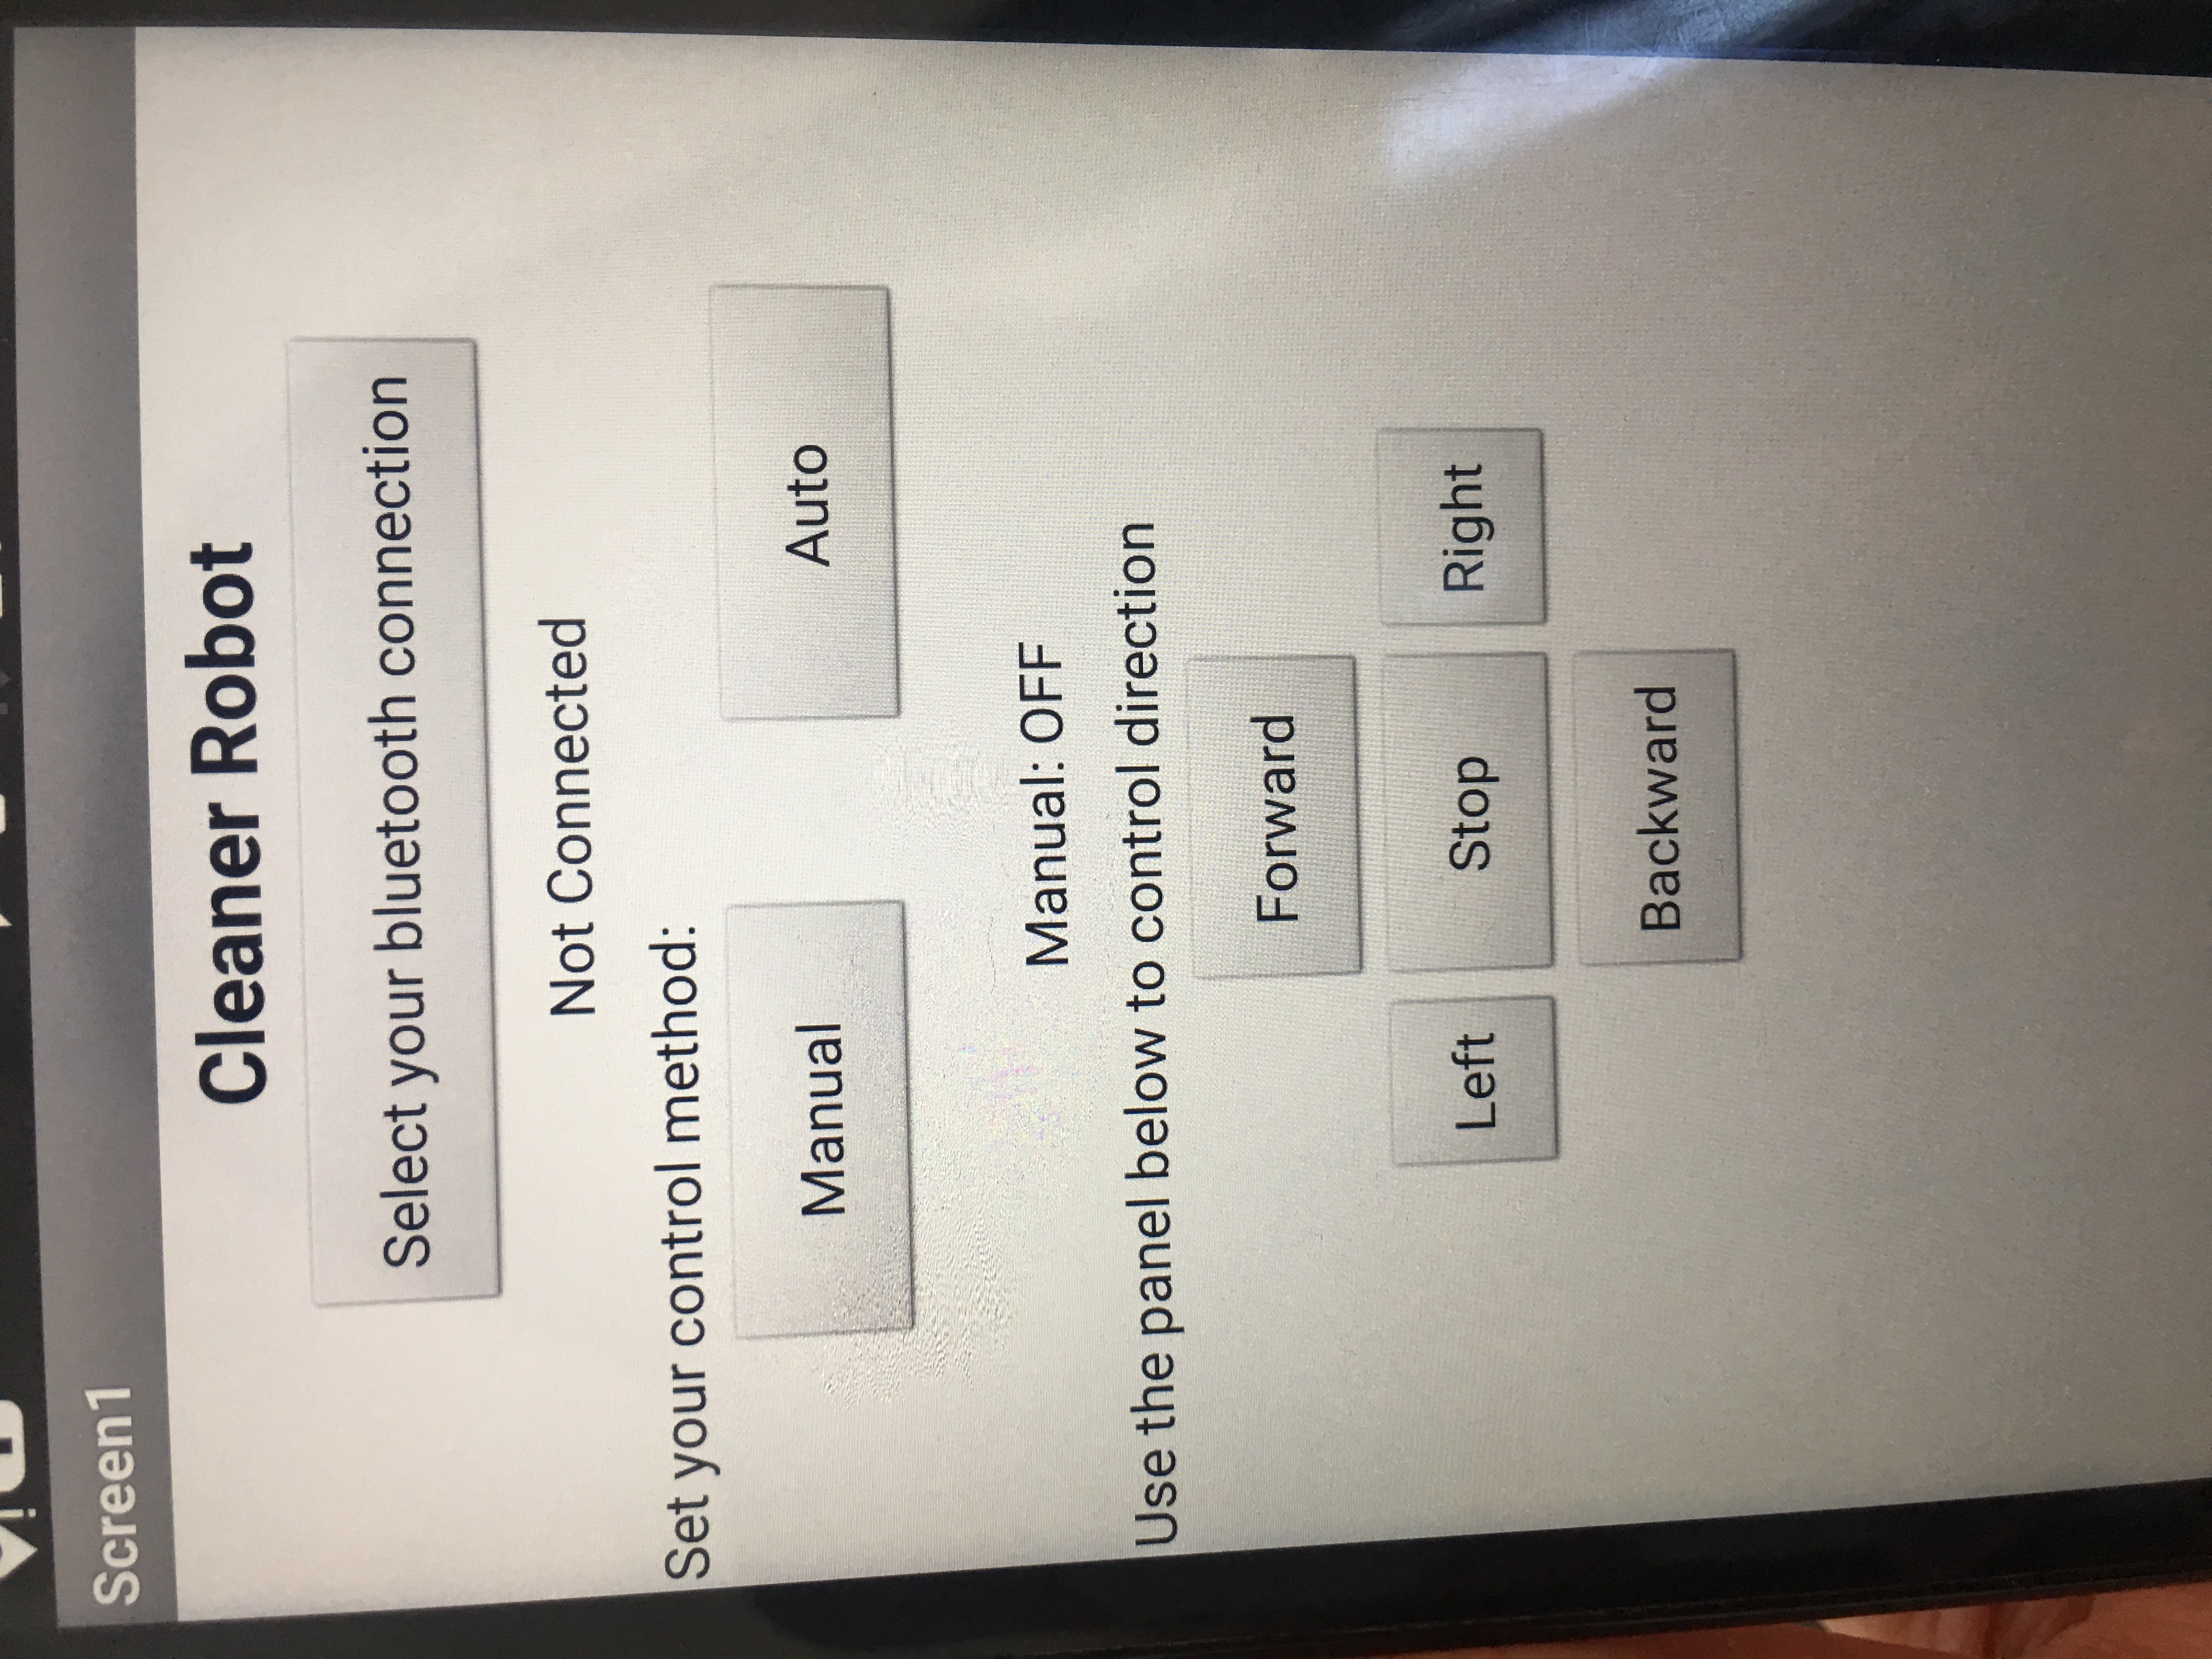 Screen1
Cleaner Robot
Select your bluetooth connection
Not Connected
Set your control method:
Manual Auto
Manual: OFF
Use the panel below to control direction
Forward
Left Stop Right
Backward